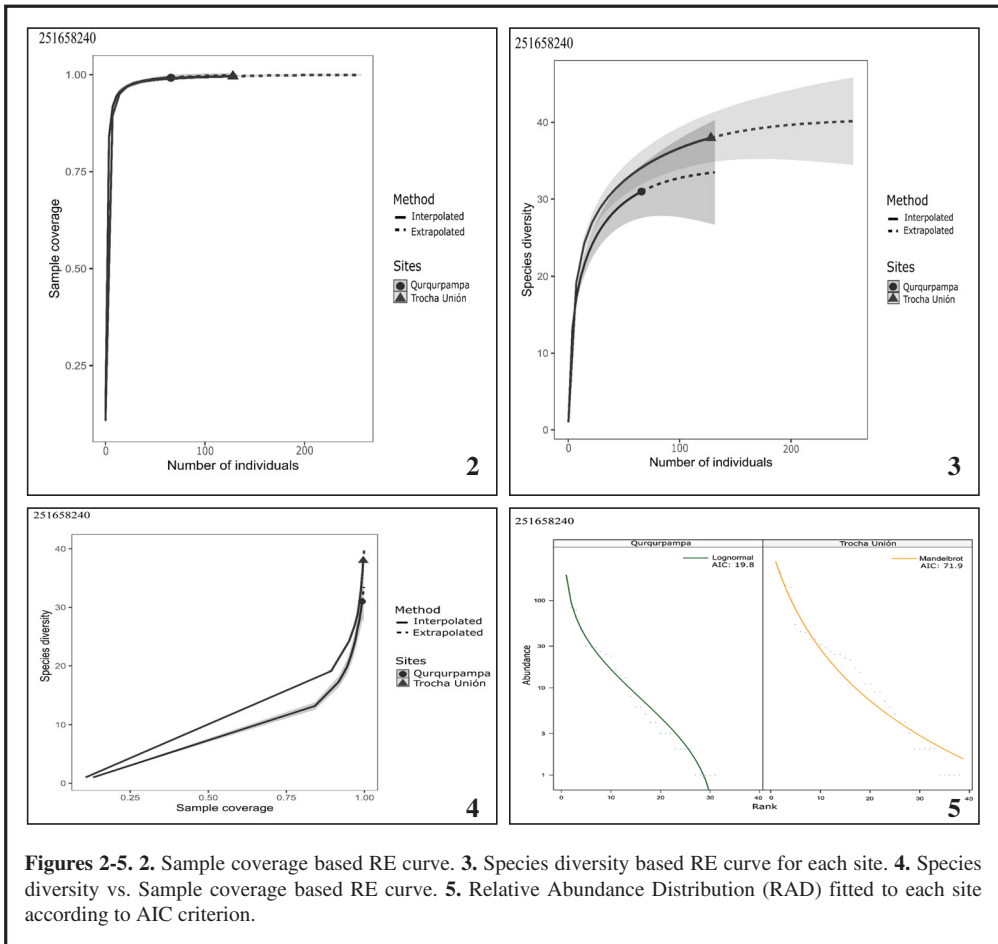 251658240
1.00
0.75
0.50
0.25
Sample coverage
0
100
200
Number of individuals
Method
Interpolated
Extrapolated
Sites
Qurqurpampa
Trocha Unión
2
251658240
40
30
20
10
0
Species diversity
0
100
200
Number of individuals
Method
Interpolated
Extrapolated
Sites
Qurqurpampa
Trocha Unión
3
251658240
40
30
20
10
0
Species diversity
0.25
0.50
0.75
1.00
Sample coverage
Method
Interpolated
Extrapolated
Sites
Qurqurpampa
Trocha Unión
4
251658240
Qurqurpampa
Trocha Unión
Lognormal
AIC: 19.8
Mandelbrot
AIC: 71.9
100
30
10
3
1
Abundance
0
10
20
30
40
0
10
20
30
40
Rank
5
Figures 2-5. 2. Sample coverage based RE curve. 3. Species diversity based RE curve for each site. 4. Species
diversity vs. Sample coverage based RE curve. 5. Relative Abundance Distribution (RAD) fitted to each site
according to AIC criterion.